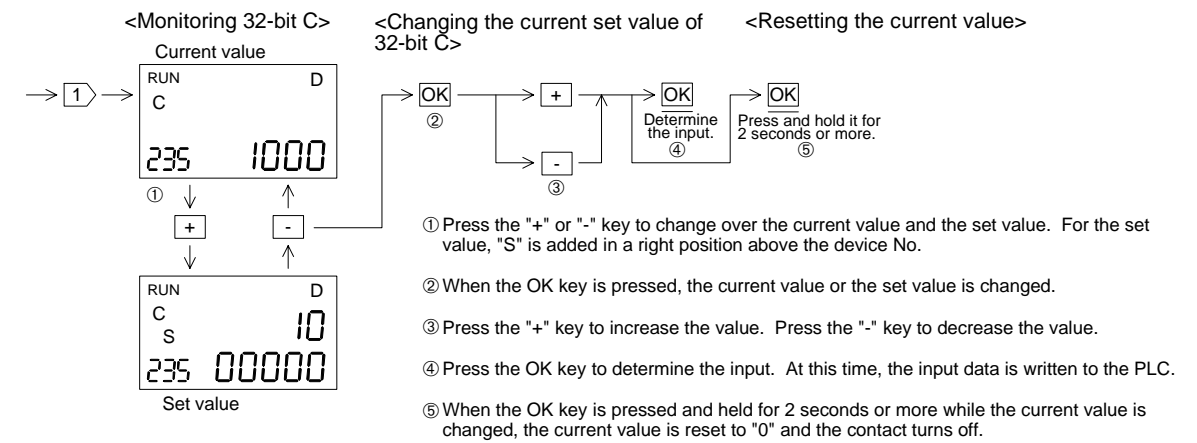 <Monitoring 32-bit C>
<Changing the current set value of
32-bit C>
<Resetting the current value>
Current value
RUN D
C
235 1000
1
①
+ -
RUN D
C
S 10
235 00000
Set value
OK
②
+
-
③
OK
Determine
the input.
④
OK
Press and hold it for
2 seconds or more.
⑤
① Press the "+" or "-" key to change over the current value and the set value. For the set
value, "S" is added in a right position above the device No.
② When the OK key is pressed, the current value or the set value is changed.
③ Press the "+" key to increase the value. Press the "-" key to decrease the value.
④ Press the OK key to determine the input. At this time, the input data is written to the PLC.
⑤ When the OK key is pressed and held for 2 seconds or more while the current value is
changed, the current value is reset to "0" and the contact turns off.